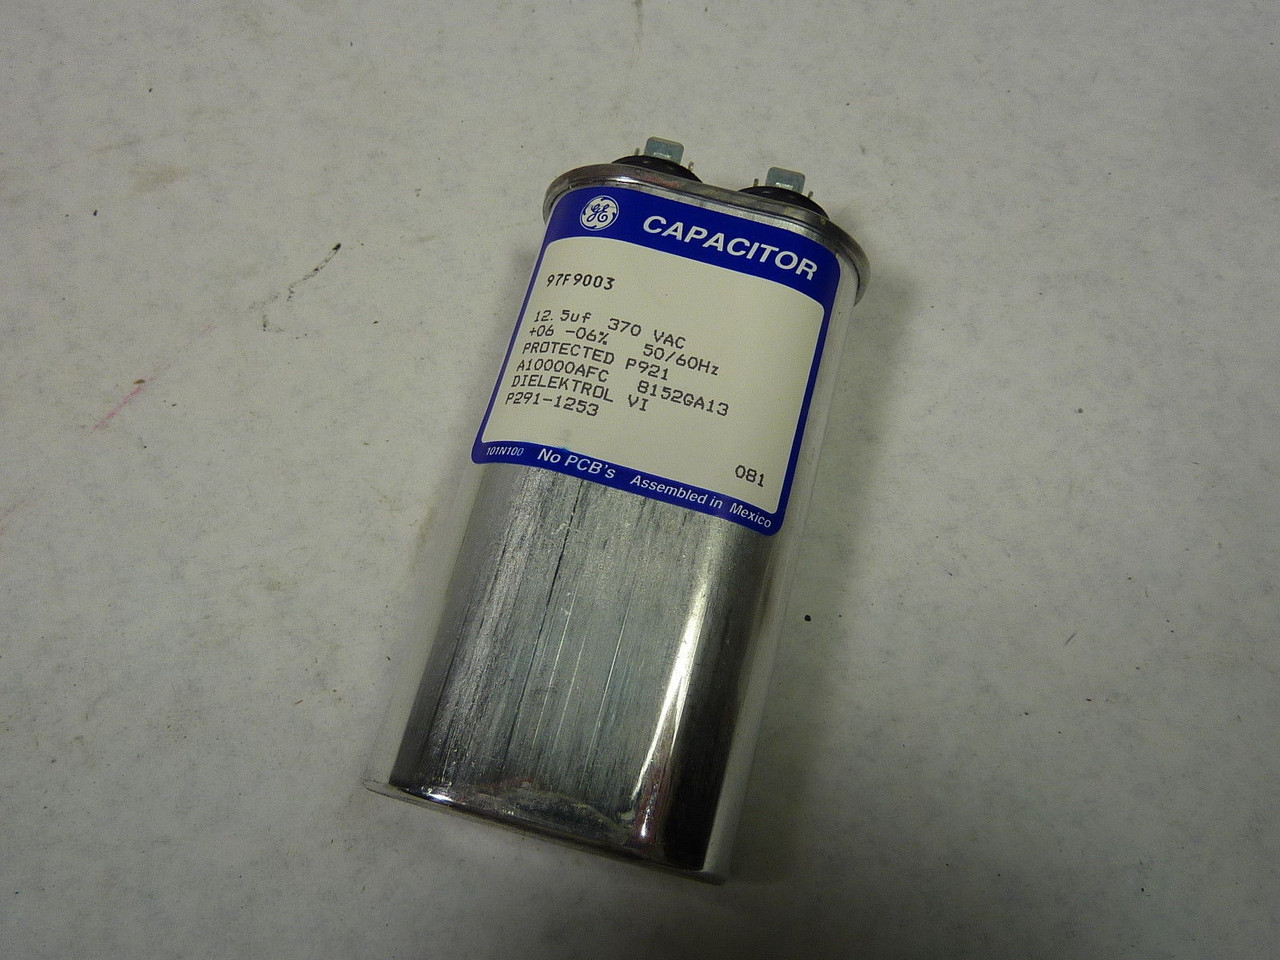 GE CAPACITOR
97F9003
12.5uf 370 VAC
+06 -06% 50/60Hz
PROTECTED P921
A10000AFC 8152GA13
DIELEKTROL VI
P291-1253
081
101N100 No PCB's Assembled in Mexico